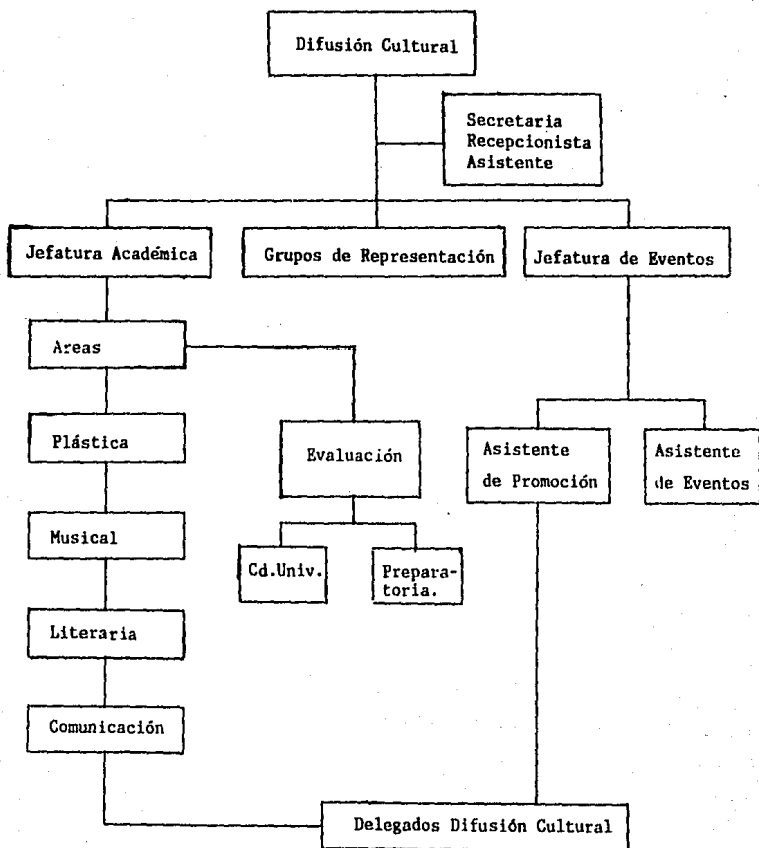 Difusión Cultural
Secretaria
Recepcionista
Asistente
Jefatura Académica
Grupos de Representación
Jefatura de Eventos
Areas
Plástica
Evaluación
Asistente
de Promoción
Asistente
de Eventos
Musical
Cd.Univ.
Prepara-
toria.
Literaria
Comunicación
Delegados Difusión Cultural